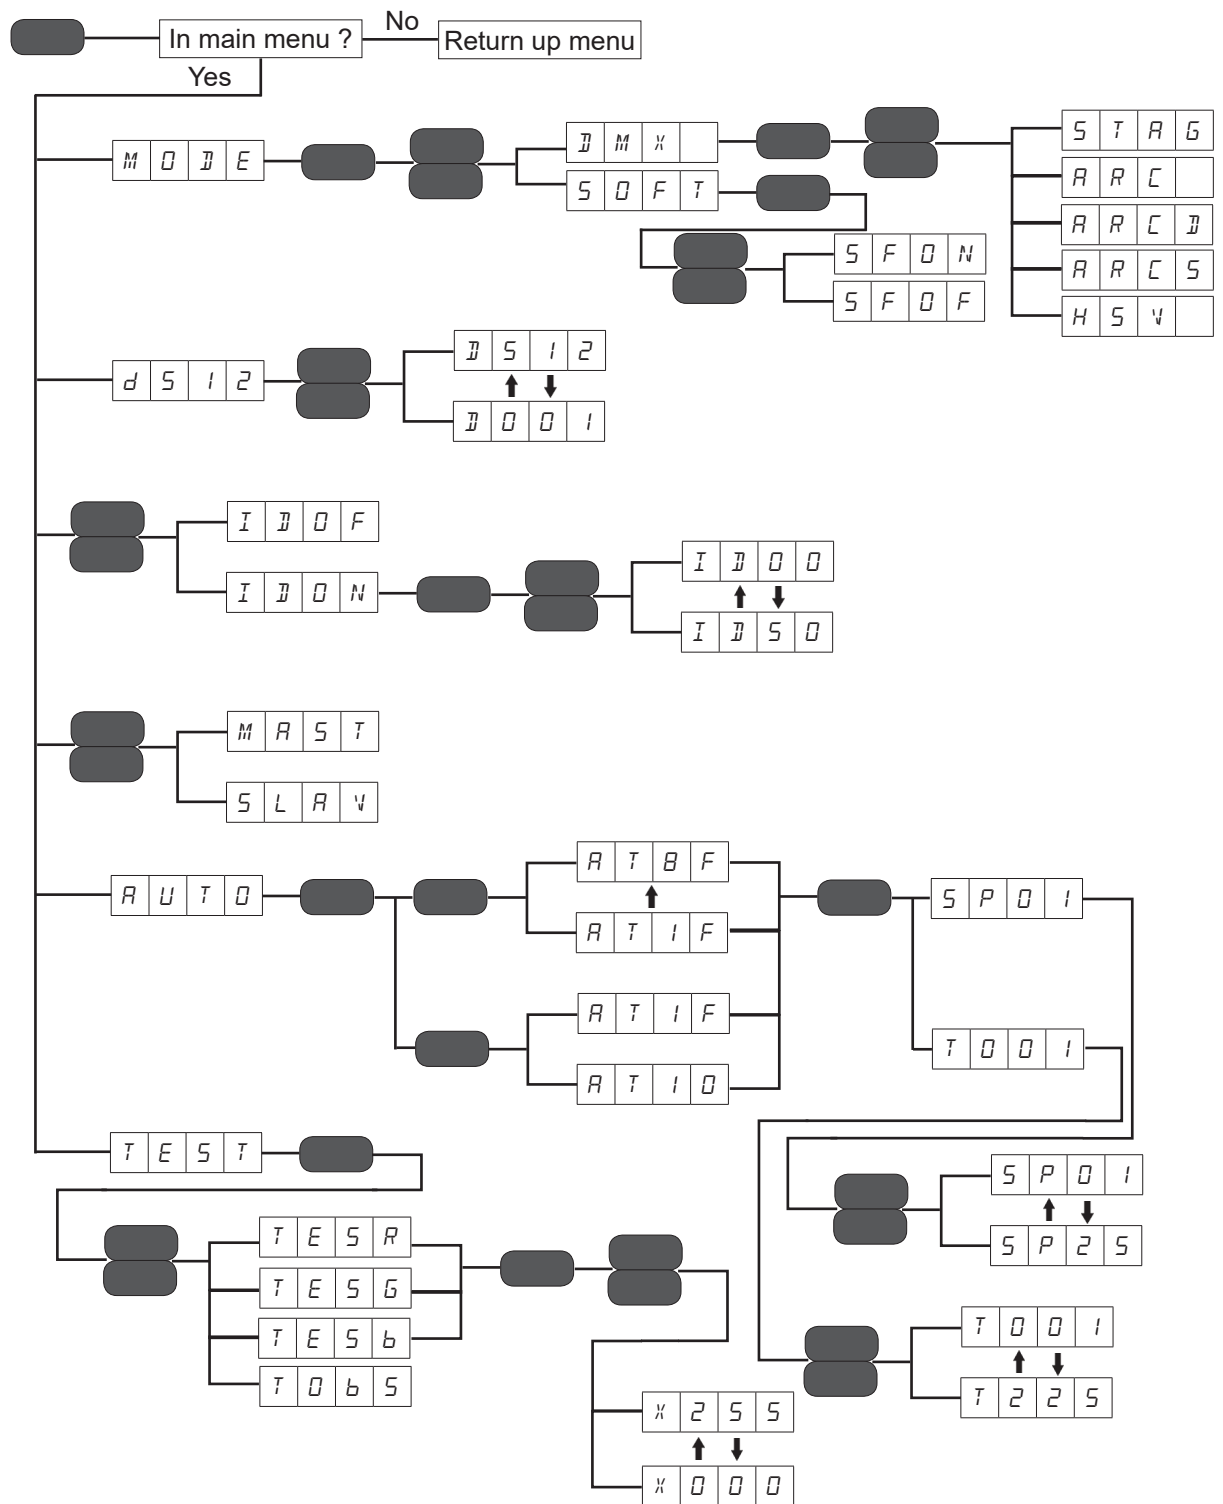 No
In main menu ? Return up menu
Yes
MODE
DMX
SOFT
STAG
ARC
ARCD
ARCS
HSV
SFON
SFOF
dS12
D512
D001
IDOF
IDON
ID00
ID50
MAST
SLAV
AUTO
AT8F
AT1F
AT1F
AT10
SP01
T001
TEST
SP01
SP25
TESR
TESG
TESb
TObS
T001
T225
X255
X000